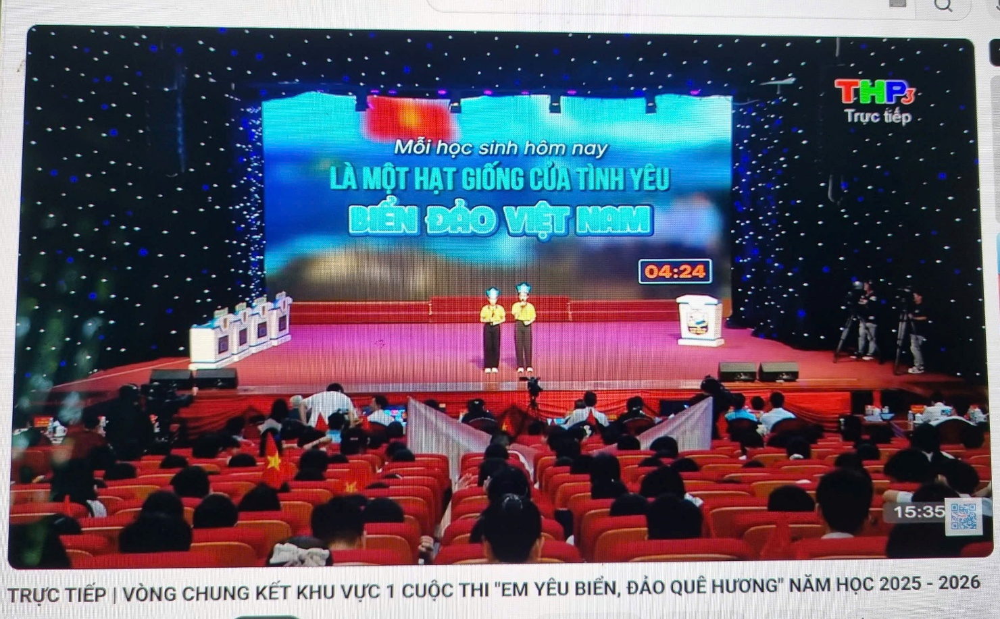 THP3
Trực tiếp
Mỗi học sinh hôm nay
LÀ MỘT HẠT GIỐNG CỦA TÌNH YÊU
BIỂN ĐẢO VIỆT NAM
04:24
15:35
TRỰC TIẾP | VÒNG CHUNG KẾT KHU VỰC 1 CUỘC THI "EM YÊU BIỂN, ĐẢO QUÊ HƯƠNG" NĂM HỌC 2025 - 2026